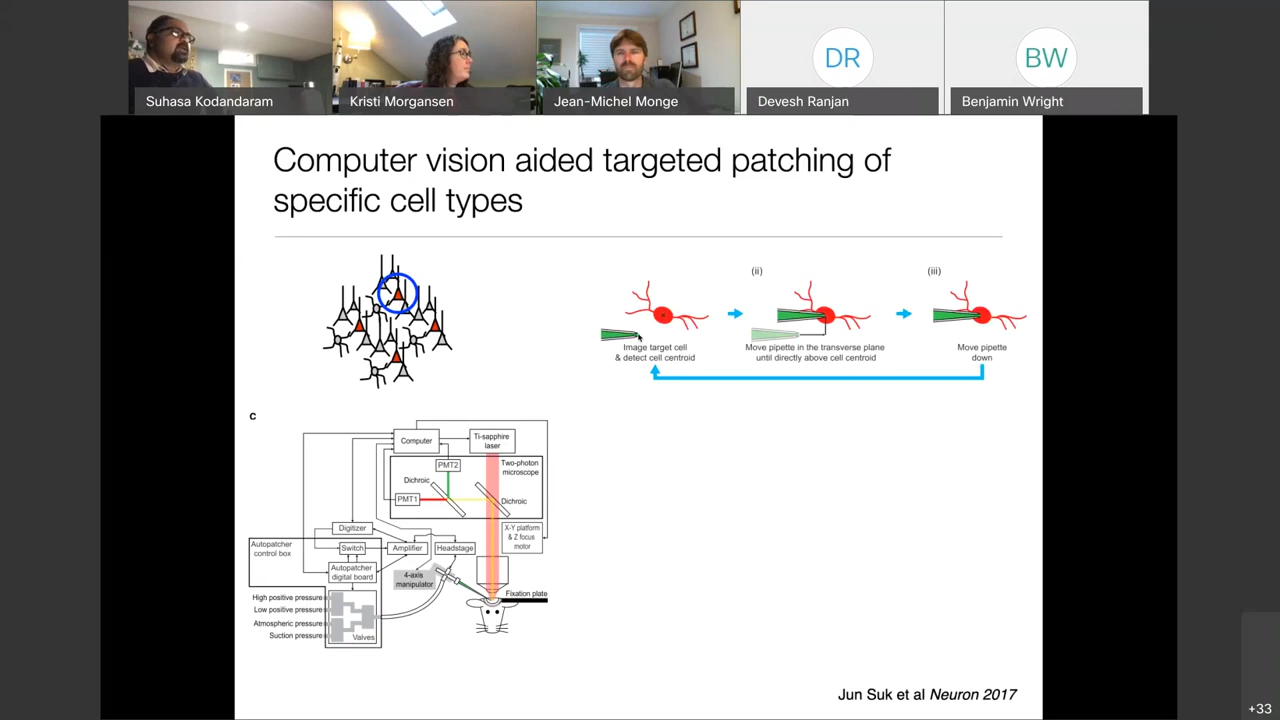 Suhasa Kodandaram
Kristi Morgansen
Jean-Michel Monge
DR
Devesh Ranjan
BW
Benjamin Wright
Computer vision aided targeted patching of
specific cell types
Image target cell
& detect cell centroid
(ii)
Move pipette in the transverse plane
until directly above cell centroid
(iii)
Move pipette
down
c
Computer
Ti-sapphire
laser
PMT2
Two-photon
microscope
Dichroic
PMT1
Dichroic
Digitizer
X-Y platform
& Z focus
motor
Autopatcher
control box
Switch
Amplifier
Headstage
Autopatcher
digital board
4-axis
manipulator
Fixation plate
High positive pressure
Low positive pressure
Atmospheric pressure
Suction pressure
Valves
Jun Suk et al Neuron 2017
+33